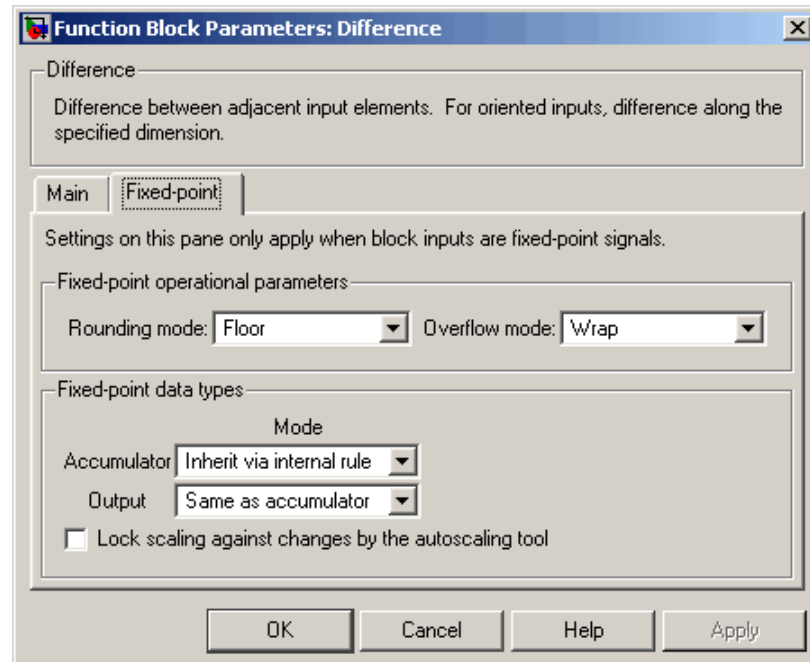 Function Block Parameters: Difference
Difference
Difference between adjacent input elements. For oriented inputs, difference along the
specified dimension.
Main Fixed-point
Settings on this pane only apply when block inputs are fixed-point signals.
Fixed-point operational parameters
Rounding mode: Floor Overflow mode: Wrap
Fixed-point data types
Mode
Accumulator Inherit via internal rule
Output Same as accumulator
Lock scaling against changes by the autoscaling tool
OK Cancel Help Apply